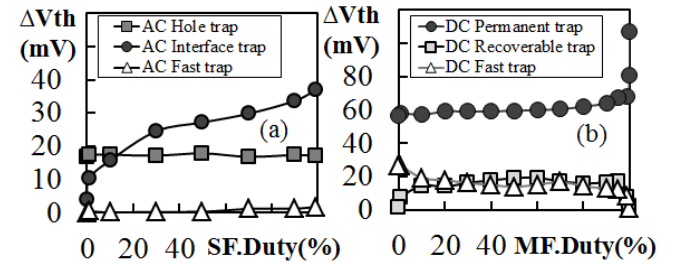 ΔVth
(mV)
40
30
20
10
0
AC Hole trap
AC Interface trap
AC Fast trap
(a)
0 20 40 SF.Duty(%)
ΔVth
(mV)
80
60
40
20
0
DC Permanent trap
DC Recoverable trap
DC Fast trap
(b)
0 20 40 MF.Duty(%)